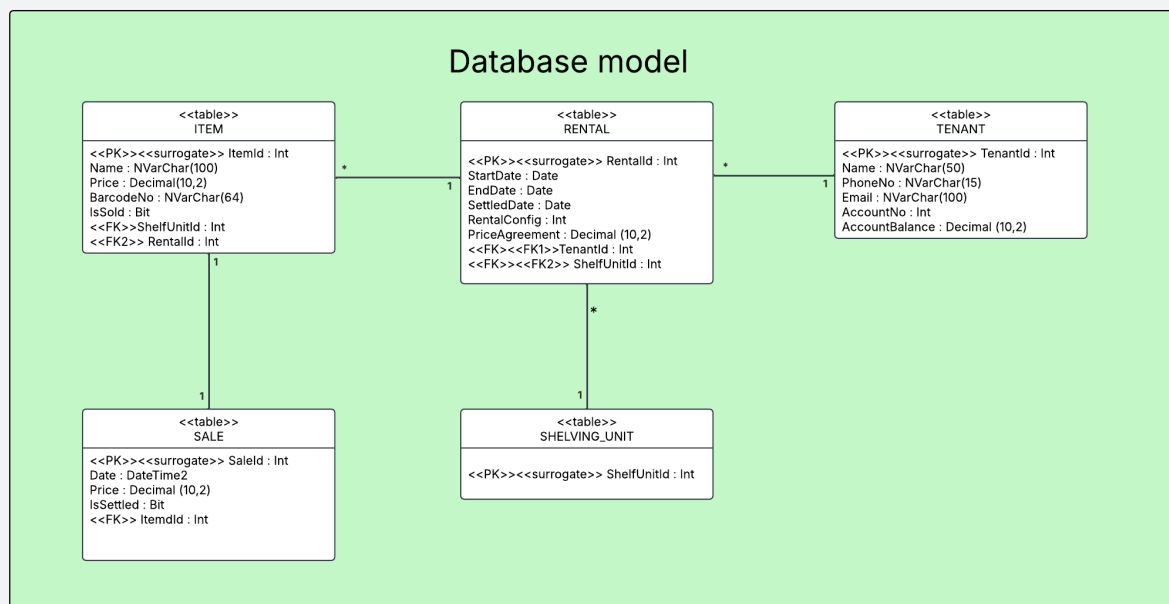 Database model
<<table>>
ITEM
<<PK>><<surrogate>> ItemId : Int
Name : NVarChar(100)
Price : Decimal(10,2)
BarcodeNo : NVarChar(64)
IsSold : Bit
<<FK>>ShelfUnitId : Int
<<FK2>> RentalId : Int
*
1
<<table>>
RENTAL
<<PK>><<surrogate>> RentalId : Int
StartDate : Date
EndDate : Date
SettledDate : Date
RentalConfig : Int
PriceAgreement : Decimal (10,2)
<<FK><<FK1>>TenantId : Int
<<FK>><<FK2>> ShelfUnitId : Int
*
1
<<table>>
TENANT
<<PK>><<surrogate>> TenantId : Int
Name : NVarChar(50)
PhoneNo : NVarChar(15)
Email : NVarChar(100)
AccountNo : Int
AccountBalance : Decimal (10,2)
1
1
*
1
<<table>>
SALE
<<PK>><<surrogate>> SaleId : Int
Date : DateTime2
Price : Decimal (10,2)
IsSettled : Bit
<<FK>> ItemdId : Int
<<table>>
SHELVING_UNIT
<<PK>><<surrogate>> ShelfUnitId : Int